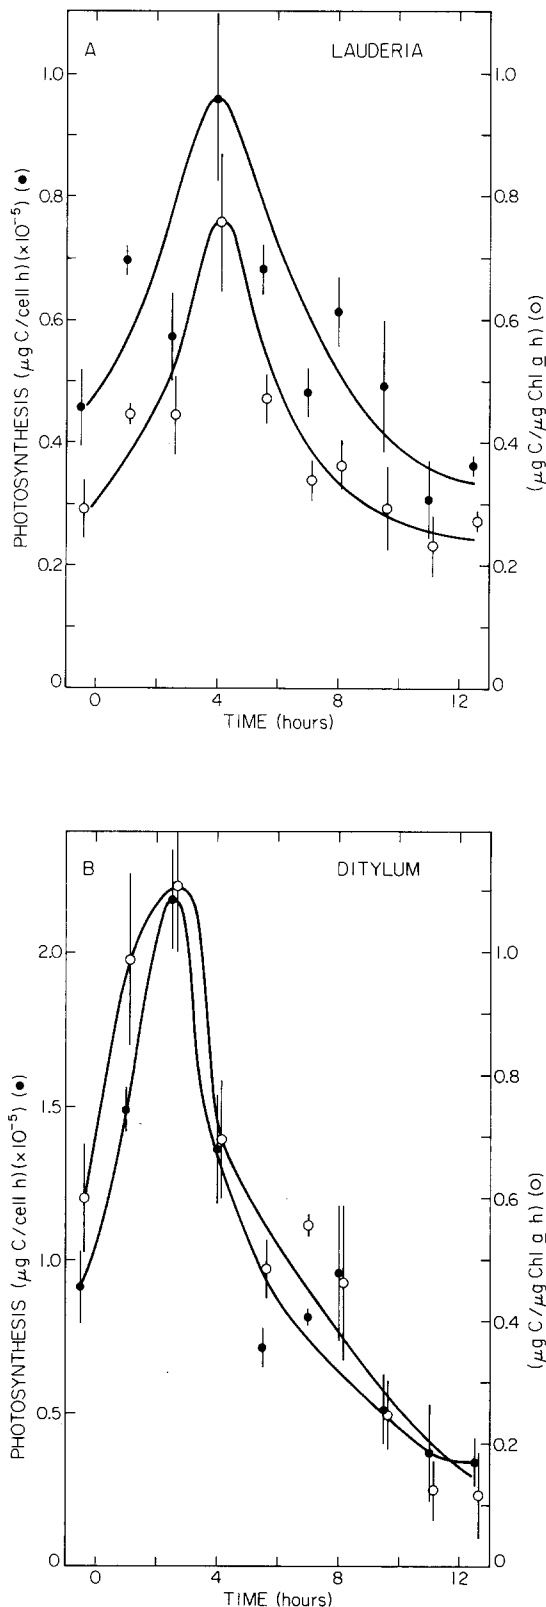 A LAUDERIA
1.0 1.0
0.8 0.8
0.6 0.6
0.4 0.4
0.2 0.2
0 0
0 4 8 12
TIME (hours)
PHOTOSYNTHESIS (µg C/cell h)(×10⁻⁵)(●)
(µg C/µg Chl a h)(o)
B DITYLUM
2.0 1.0
0.8
1.5
0.6
1.0
0.4
0.5 0.2
0 0
0 4 8 12
TIME (hours)
PHOTOSYNTHESIS (µg C/cell h)(×10⁻⁵)(●)
(µg C/µg Chl a h)(o)